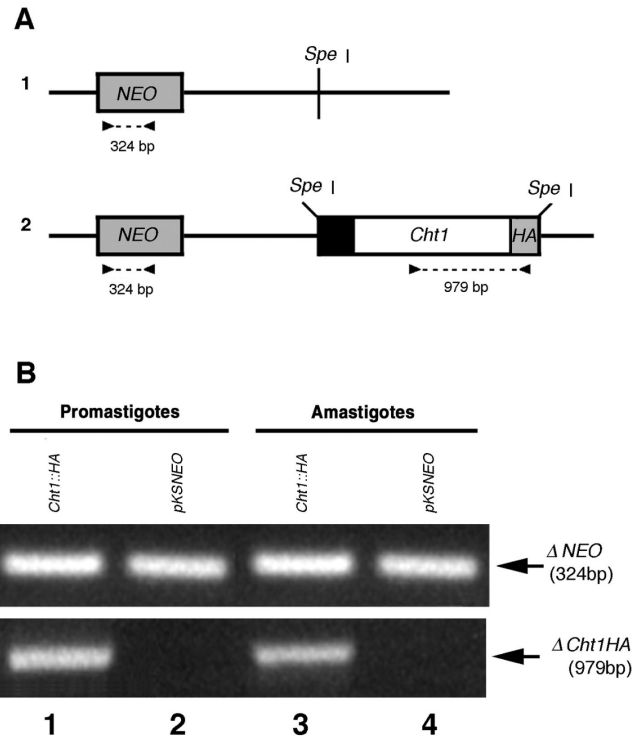 A
Spe I
1
NEO
324 bp
Spe I
Spe I
2
NEO
Cht1
HA
324 bp
979 bp
B
Promastigotes
Amastigotes
Cht1::HA
pKSNEO
Cht1::HA
pKSNEO
Δ NEO
(324bp)
Δ Cht1HA
(979bp)
1
2
3
4